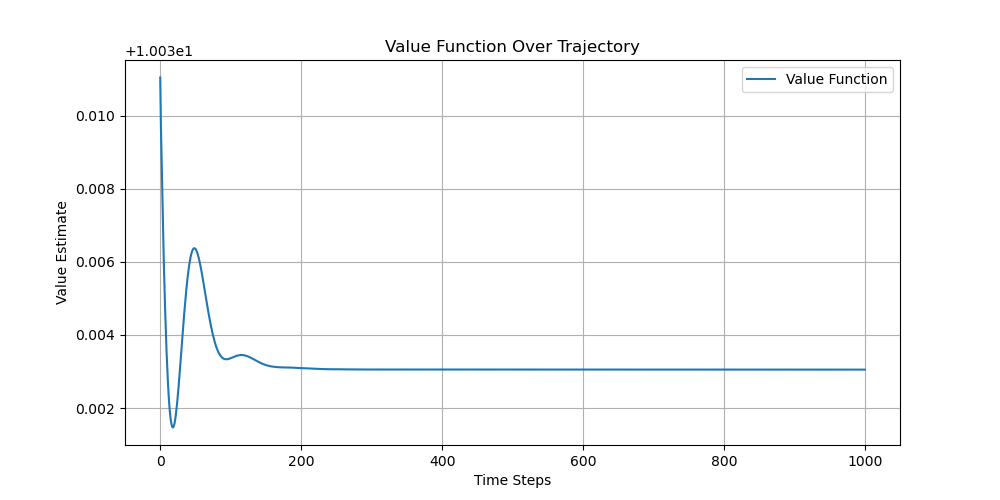 Value Function Over Trajectory
+1.003e1
Value Function
0.010
0.008
0.006
0.004
0.002
Value Estimate
0 200 400 600 800 1000
Time Steps